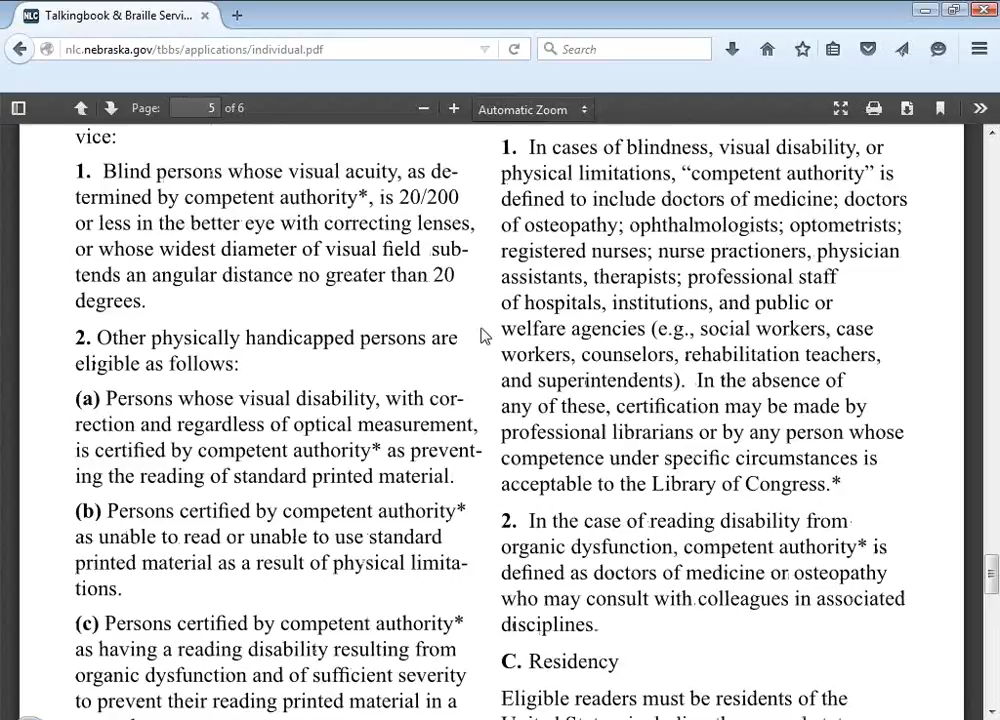 NLC Talkingbook & Braille Servi...
nlc.nebraska.gov/tbbs/applications/individual.pdf
Search
Page: 5 of 6
Automatic Zoom
vice:
1. Blind persons whose visual acuity, as de-
termined by competent authority*, is 20/200
or less in the better eye with correcting lenses,
or whose widest diameter of visual field sub-
tends an angular distance no greater than 20
degrees.
2. Other physically handicapped persons are
eligible as follows:
(a) Persons whose visual disability, with cor-
rection and regardless of optical measurement,
is certified by competent authority* as prevent-
ing the reading of standard printed material.
(b) Persons certified by competent authority*
as unable to read or unable to use standard
printed material as a result of physical limita-
tions.
(c) Persons certified by competent authority*
as having a reading disability resulting from
organic dysfunction and of sufficient severity
to prevent their reading printed material in a
1. In cases of blindness, visual disability, or
physical limitations, “competent authority” is
defined to include doctors of medicine; doctors
of osteopathy; ophthalmologists; optometrists;
registered nurses; nurse practioners, physician
assistants, therapists; professional staff
of hospitals, institutions, and public or
welfare agencies (e.g., social workers, case
workers, counselors, rehabilitation teachers,
and superintendents). In the absence of
any of these, certification may be made by
professional librarians or by any person whose
competence under specific circumstances is
acceptable to the Library of Congress.*
2. In the case of reading disability from
organic dysfunction, competent authority* is
defined as doctors of medicine or osteopathy
who may consult with colleagues in associated
disciplines.
C. Residency
Eligible readers must be residents of the